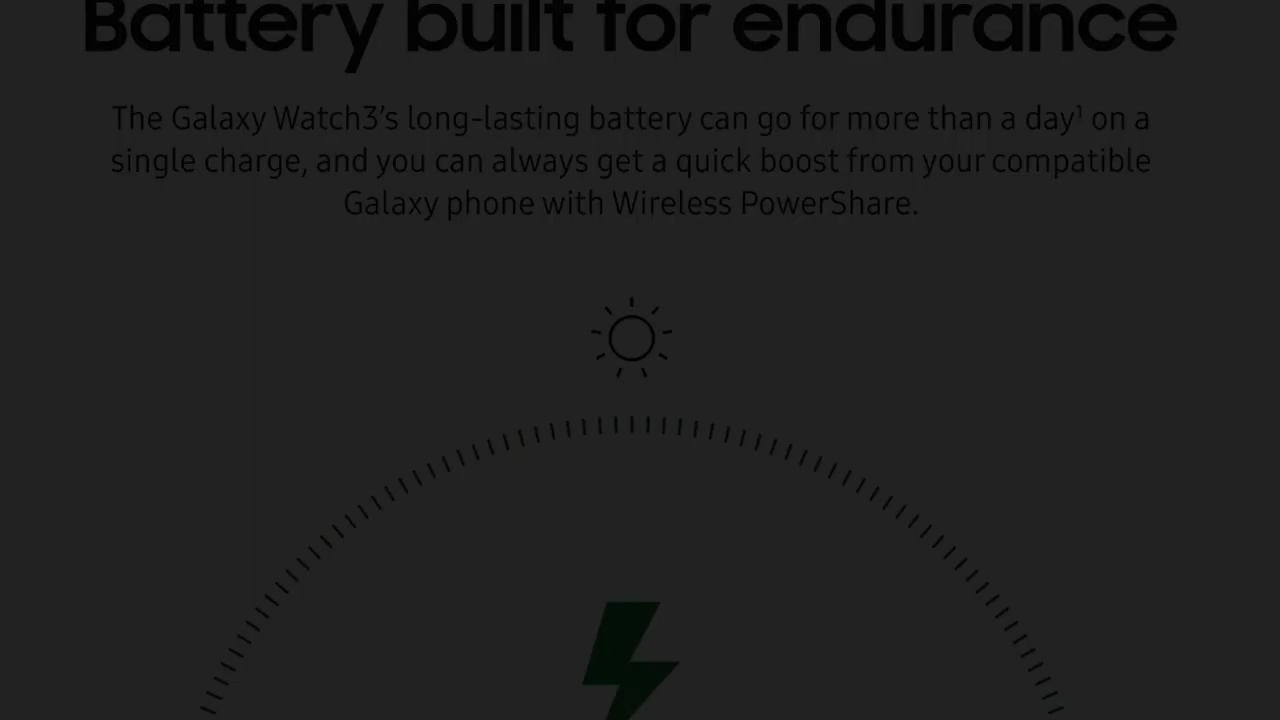 Battery built for endurance
The Galaxy Watch3’s long-lasting battery can go for more than a day¹ on a
single charge, and you can always get a quick boost from your compatible
Galaxy phone with Wireless PowerShare.